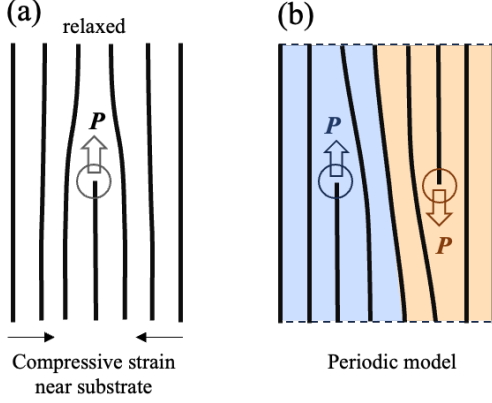 (a)
relaxed
P
Compressive strain
near substrate
(b)
P
P
Periodic model